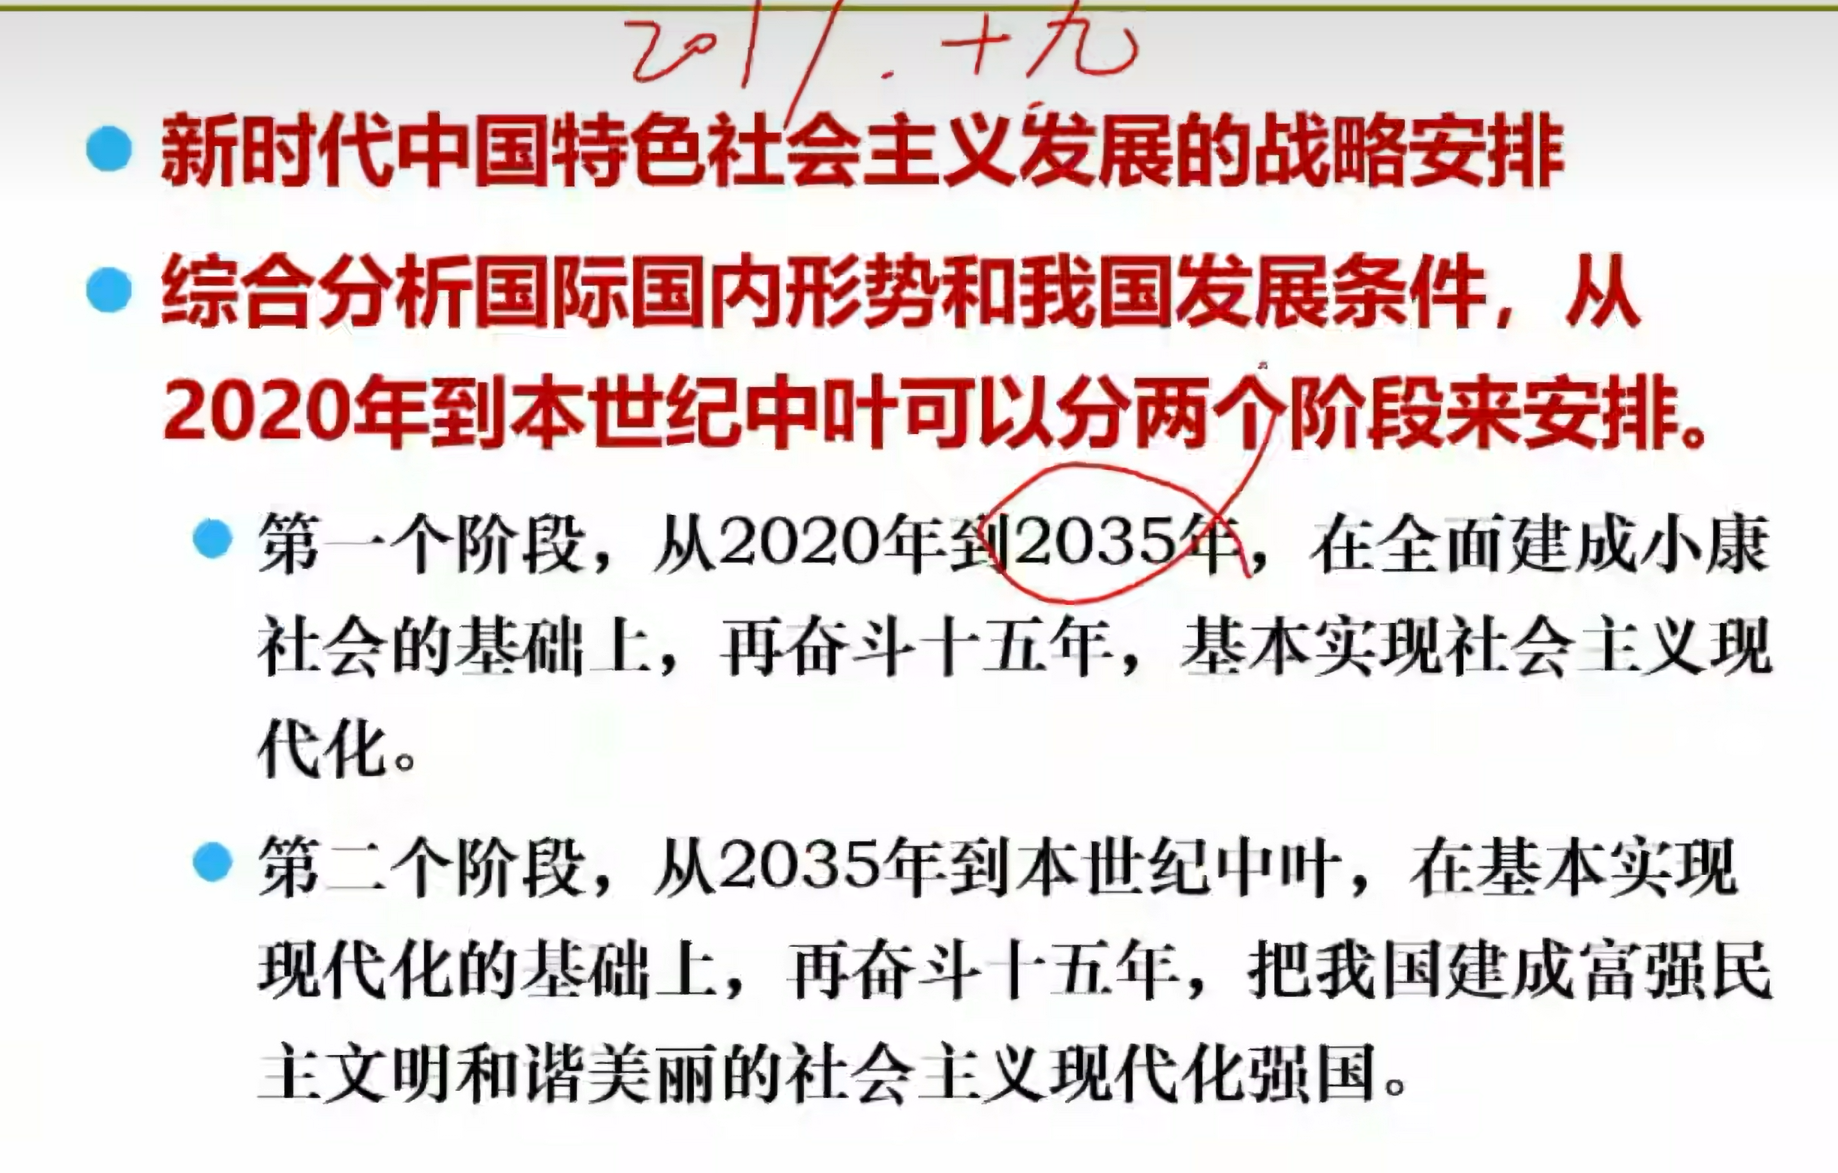 2017.十九
新时代中国特色社会主义发展的战略安排
综合分析国际国内形势和我国发展条件，从
2020年到本世纪中叶可以分两个阶段来安排。
第一个阶段，从2020年到2035年，在全面建成小康
社会的基础上，再奋斗十五年，基本实现社会主义现
代化。
第二个阶段，从2035年到本世纪中叶，在基本实现
现代化的基础上，再奋斗十五年，把我国建成富强民
主文明和谐美丽的社会主义现代化强国。